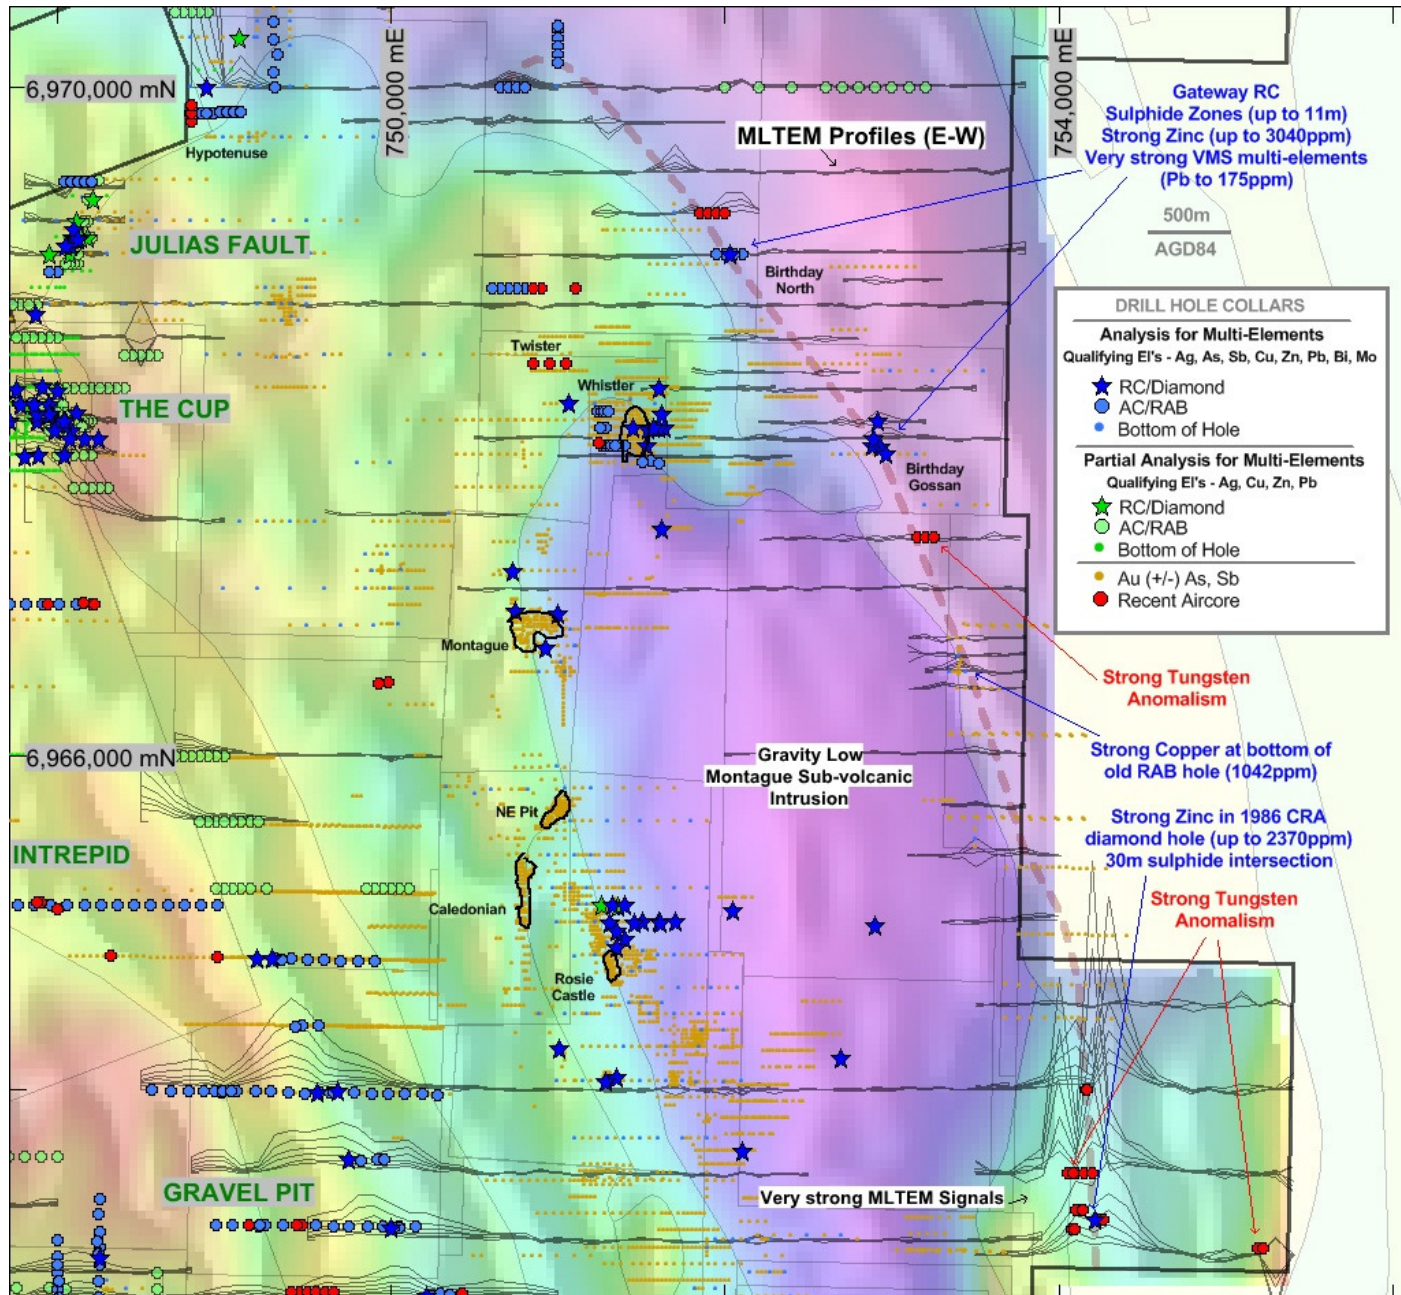 6,970,000 mN
750,000 mE
754,000 mE
Hypotenuse
MLTEM Profiles (E-W)
Gateway RC
Sulphide Zones (up to 11m)
Strong Zinc (up to 3040ppm)
Very strong VMS multi-elements
(Pb to 175ppm)
500m
AGD84
JULIAS FAULT
Birthday
North
Twister
Whistler
THE CUP
Birthday
Gossan
DRILL HOLE COLLARS
Analysis for Multi-Elements
Qualifying El's - Ag, As, Sb, Cu, Zn, Pb, Bi, Mo
RC/Diamond
AC/RAB
Bottom of Hole
Partial Analysis for Multi-Elements
Qualifying El's - Ag, Cu, Zn, Pb
RC/Diamond
AC/RAB
Bottom of Hole
Au (+/-) As, Sb
Recent Aircore
Montague
Strong Tungsten
Anomalism
6,966,000 mN
Gravity Low
Montague Sub-volcanic
Intrusion
Strong Copper at bottom of
old RAB hole (1042ppm)
NE Pit
Strong Zinc in 1986 CRA
diamond hole (up to 2370ppm)
30m sulphide intersection
INTREPID
Caledonian
Strong Tungsten
Anomalism
Rosie
Castle
GRAVEL PIT
Very strong MLTEM Signals